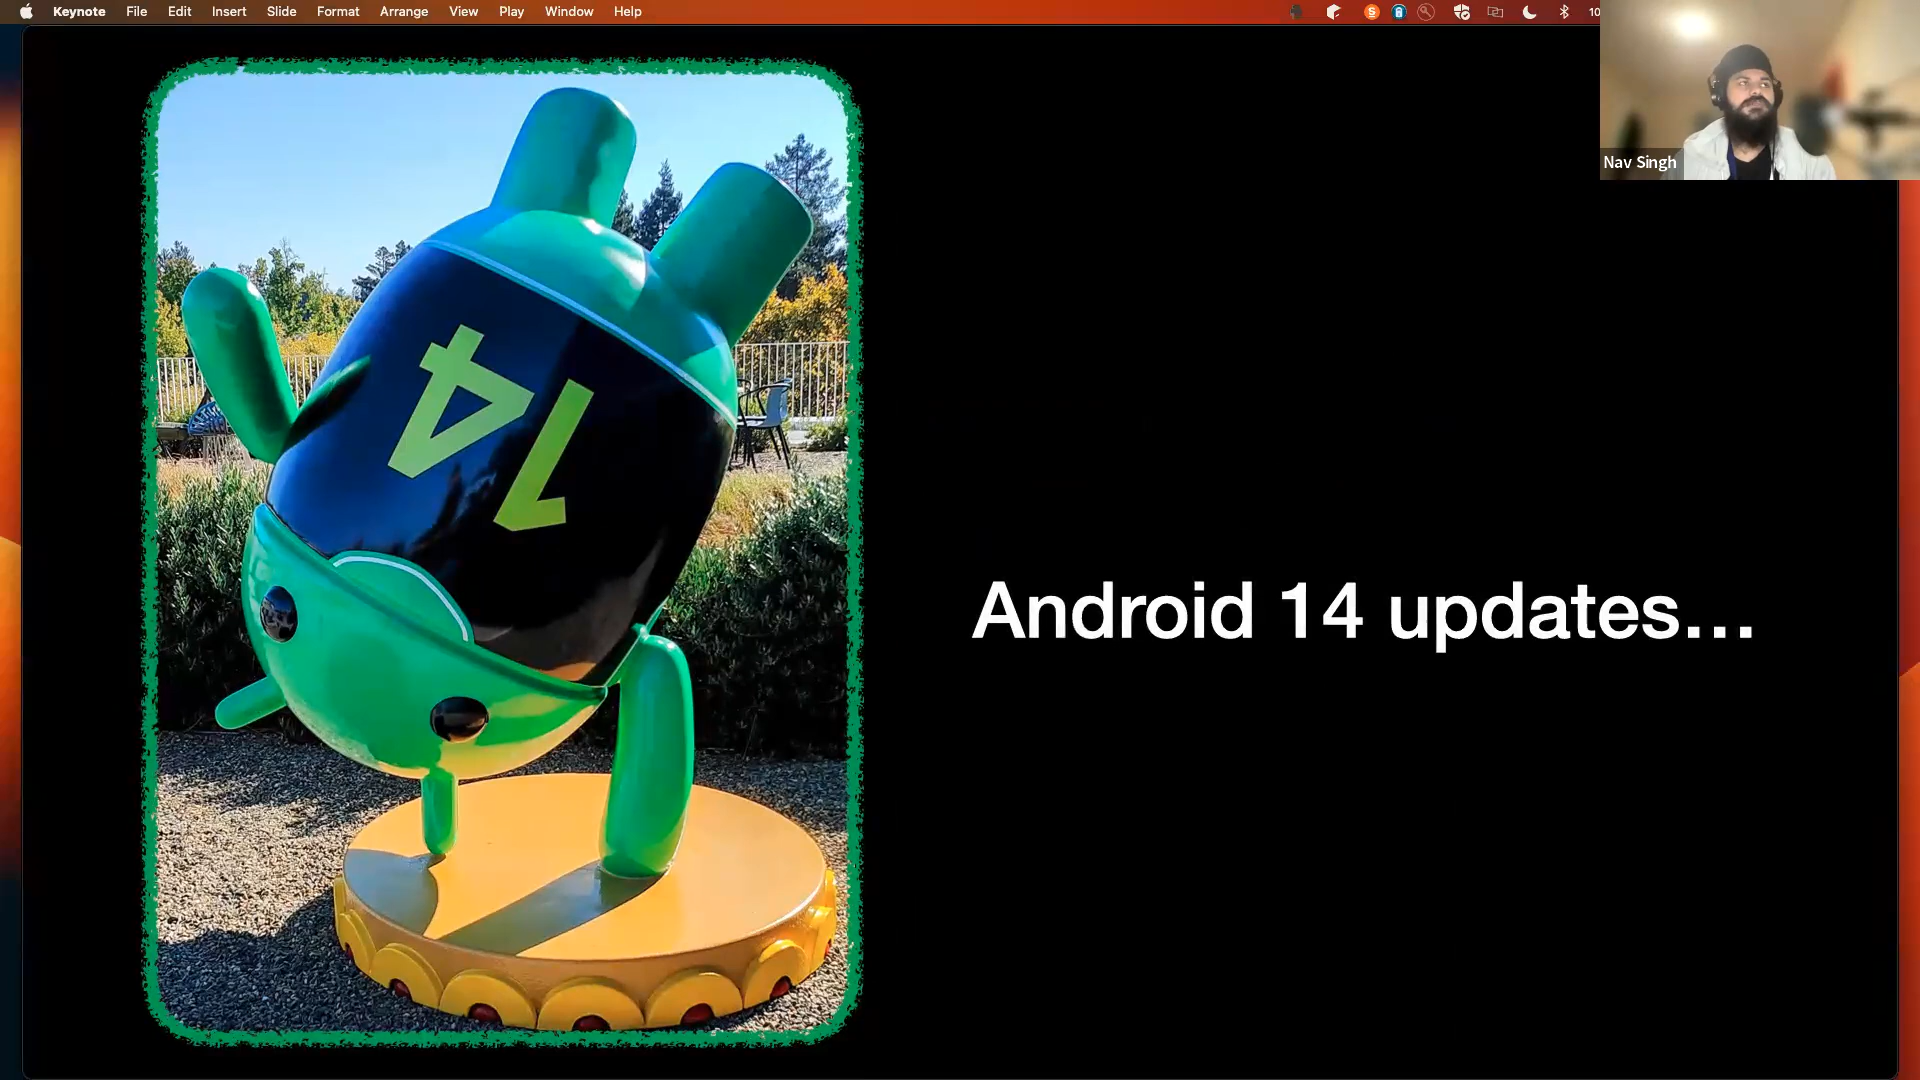 Keynote File Edit Insert Slide Format Arrange View Play Window Help 10
Nav Singh
14
Android 14 updates...